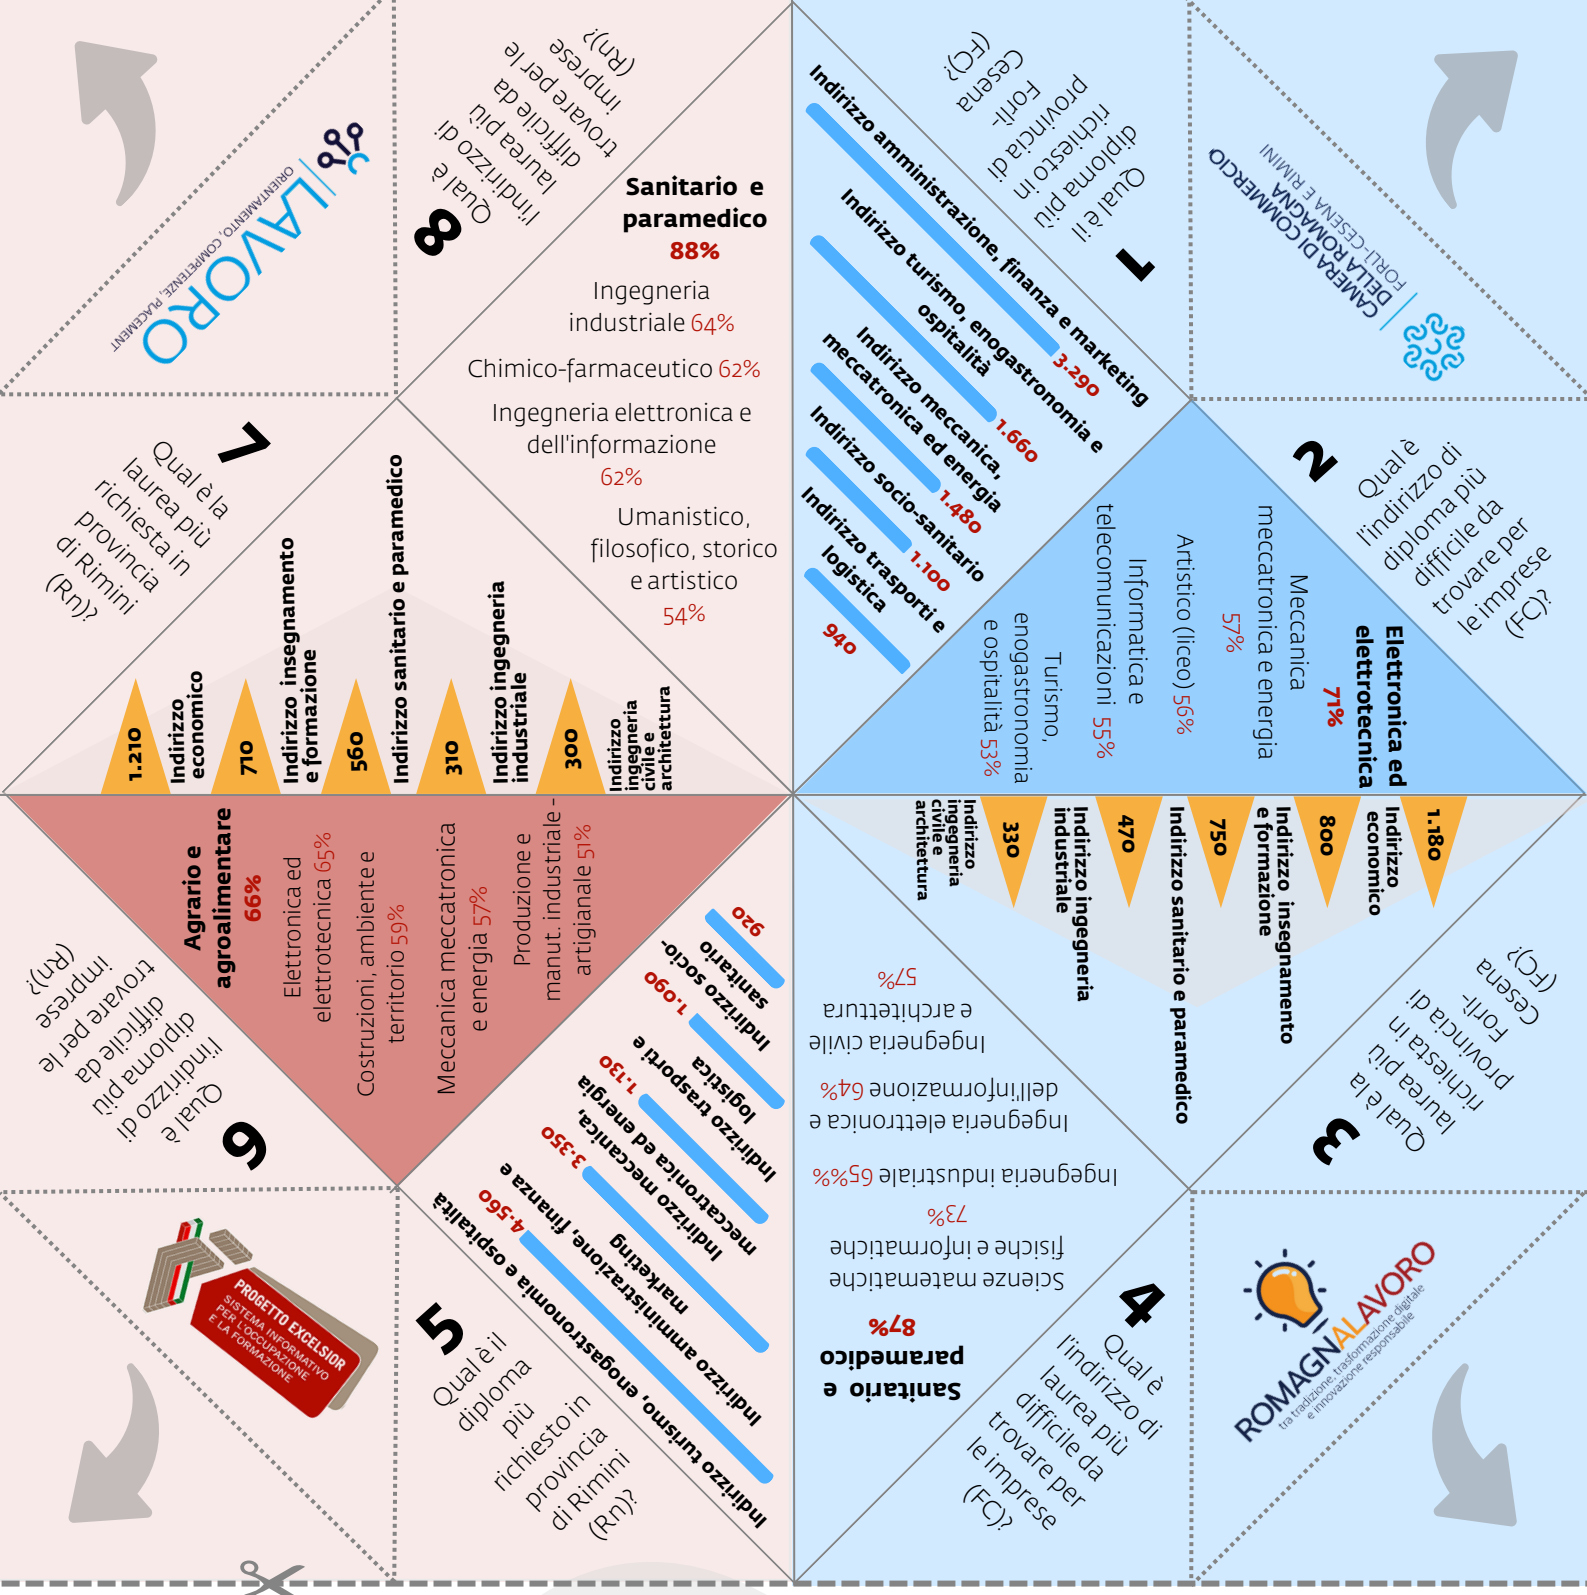 1
Qual è il
diploma più
richiesto in
provincia di
Forlì-
Cesena
(FC)?
Indirizzo amministrazione, finanza e marketing
3.290
Indirizzo turismo, enogastronomia e
ospitalità
1.660
Indirizzo meccanica,
meccatronica ed energia
1.480
Indirizzo socio-sanitario
1.100
Indirizzo trasporti e
logistica
940
CAMERA DI COMMERCIO
DELLA ROMAGNA
FORLÌ-CESENA E RIMINI
2
Qual è
l'indirizzo di
diploma più
difficile da
trovare per
le imprese
(FC)?
Elettronica ed
elettrotecnica
71%
Meccanica
meccatronica e energia
57%
Artistico (liceo) 56%
Informatica e
telecomunicazioni 55%
Turismo,
enogastronomia
e ospitalità 53%
3
Qual è la
laurea più
richiesta in
provincia di
Forlì-
Cesena
(FC)?
1.180
Indirizzo
economico
800
Indirizzo insegnamento
e formazione
750
Indirizzo sanitario e paramedico
470
Indirizzo ingegneria
industriale
330
Indirizzo
ingegneria
civile e
architettura
4
Qual è
l'indirizzo di
laurea più
difficile da
trovare per
le imprese
(FC)?
Sanitario e
paramedico
87%
Scienze matematiche
fisiche e informatiche
73%
Ingegneria industriale 65%%
Ingegneria elettronica e
dell'informazione 64%
Ingegneria civile
e architettura
57%
ROMAGNALAVORO
tra tradizione, trasformazione digitale
e innovazione responsabile
5
Qual è il
diploma
più
richiesto in
provincia
di Rimini
(Rn)?
Indirizzo turismo, enogastronomia e ospitalità
4.560
Indirizzo amministrazione, finanza e
marketing
3.350
Indirizzo meccanica,
meccatronica ed energia
1.130
Indirizzo trasporti e
logistica
1.090
Indirizzo socio-
sanitario
920
PROGETTO EXCELSIOR
SISTEMA INFORMATIVO
PER L'OCCUPAZIONE
E LA FORMAZIONE
6
Qual è
l'indirizzo di
diploma più
difficile da
trovare per le
imprese
(Rn)?
Agrario e
agroalimentare
66%
Elettronica ed
elettrotecnica 65%
Costruzioni, ambiente e
territorio 59%
Meccanica meccatronica
e energia 57%
Produzione e
manut. industriale -
artigianale 51%
7
Qual è la
laurea più
richiesta in
provincia
di Rimini
(Rn)?
1.210
Indirizzo
economico
710
Indirizzo insegnamento
e formazione
560
Indirizzo sanitario e paramedico
310
Indirizzo ingegneria
industriale
300
Indirizzo
ingegneria
civile e
architettura
8
Qual è
l'indirizzo di
laurea più
difficile da
trovare per le
imprese
(Rn)?
Sanitario e
paramedico
88%
Ingegneria
industriale 64%
Chimico-farmaceutico 62%
Ingegneria elettronica e
dell'informazione
62%
Umanistico,
filosofico, storico
e artistico
54%
LAVORO
ORIENTAMENTO, COMPETENZE, PLACEMENT